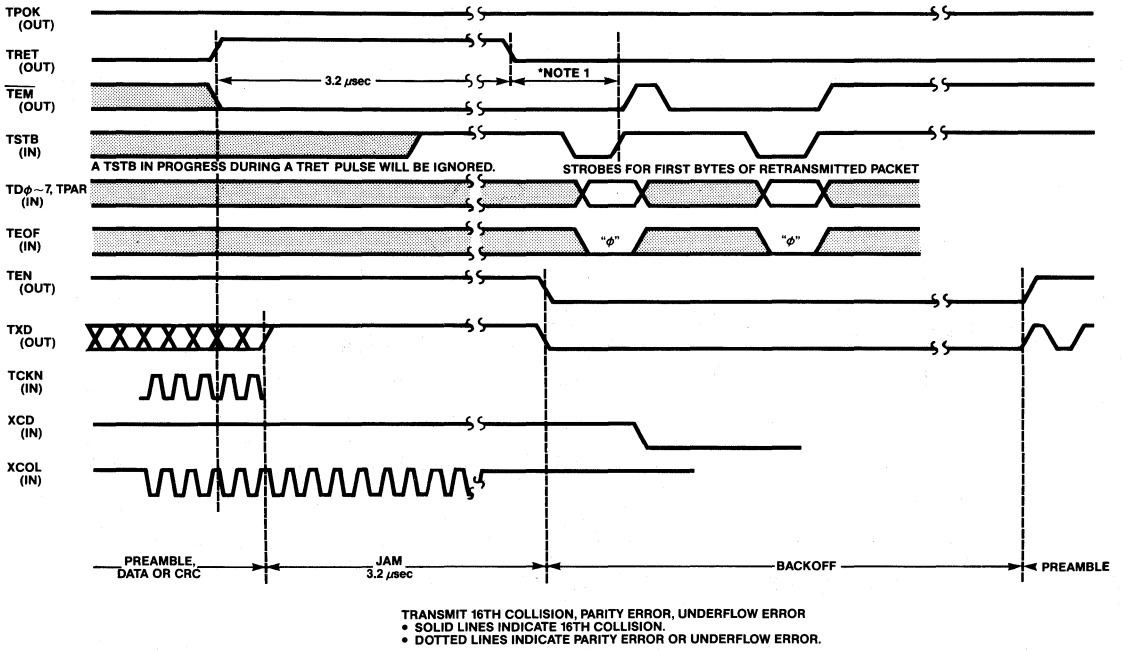 TPOK
(OUT)
TRET
(OUT)
3.2 μsec
*NOTE 1
T̅E̅M̅
(OUT)
TSTB
(IN)
A TSTB IN PROGRESS DURING A TRET PULSE WILL BE IGNORED.
STROBES FOR FIRST BYTES OF RETRANSMITTED PACKET
TDϕ~7, TPAR
(IN)
TEOF
(IN)
“ϕ”
“ϕ”
TEN
(OUT)
TXD
(OUT)
TCKN
(IN)
XCD
(IN)
XCOL
(IN)
PREAMBLE,
DATA OR CRC
JAM
3.2 μsec
BACKOFF
PREAMBLE
TRANSMIT 16TH COLLISION, PARITY ERROR, UNDERFLOW ERROR
• SOLID LINES INDICATE 16TH COLLISION.
• DOTTED LINES INDICATE PARITY ERROR OR UNDERFLOW ERROR.